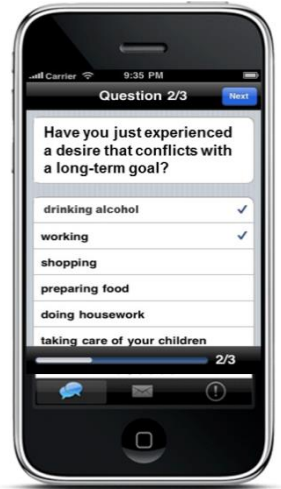 Carrier 9:35 PM
Question 2/3 Next
Have you just experienced
a desire that conflicts with
a long-term goal?
drinking alcohol
working
shopping
preparing food
doing housework
taking care of your children
2/3